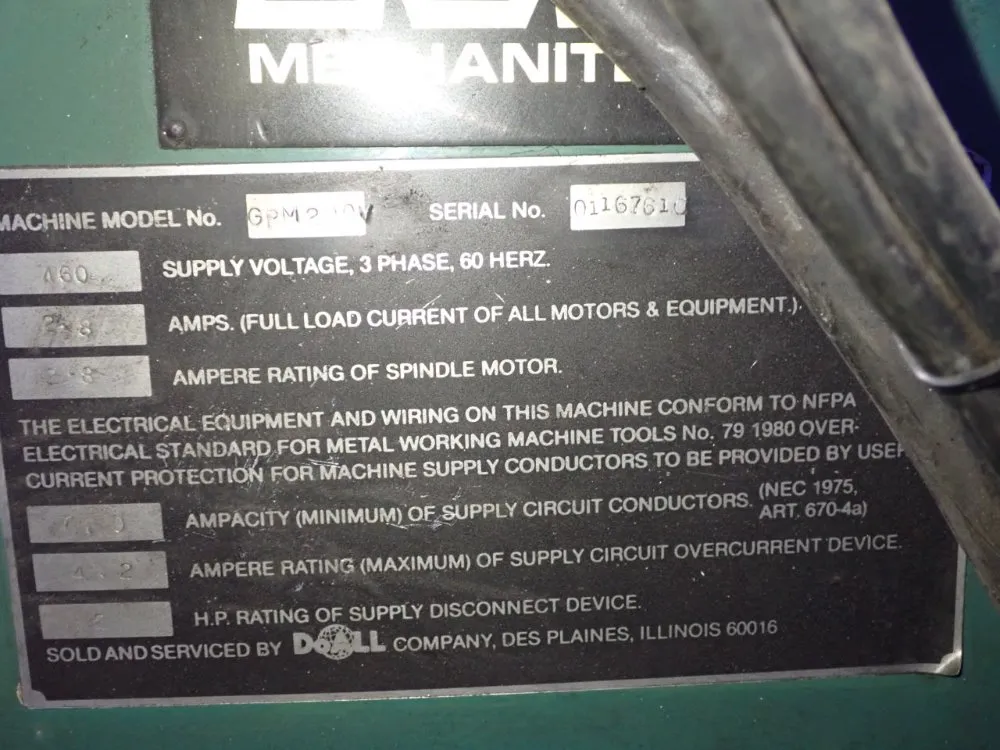 MACHINE MODEL No. SERIAL No.
460 SUPPLY VOLTAGE, 3 PHASE, 60 HERZ.
AMPS. (FULL LOAD CURRENT OF ALL MOTORS & EQUIPMENT.)
AMPERE RATING OF SPINDLE MOTOR.
THE ELECTRICAL EQUIPMENT AND WIRING ON THIS MACHINE CONFORM TO NFPA
ELECTRICAL STANDARD FOR METAL WORKING MACHINE TOOLS No. 79 1980 OVER-
CURRENT PROTECTION FOR MACHINE SUPPLY CONDUCTORS TO BE PROVIDED BY USER
AMPACITY (MINIMUM) OF SUPPLY CIRCUIT CONDUCTORS. (NEC 1975,
ART. 670-4a)
AMPERE RATING (MAXIMUM) OF SUPPLY CIRCUIT OVERCURRENT DEVICE.
H.P. RATING OF SUPPLY DISCONNECT DEVICE.
SOLD AND SERVICED BY DoALL COMPANY, DES PLAINES, ILLINOIS 60016